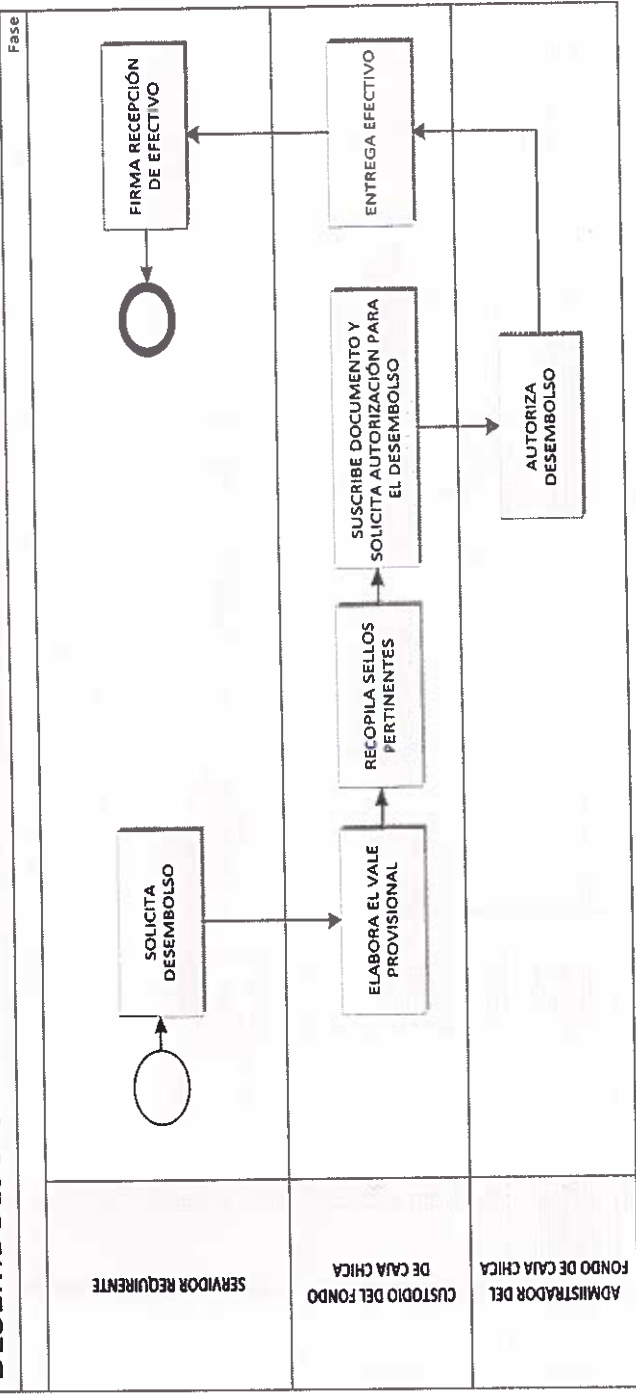 Fase
SERVIDOR REQUIRENTE
SOLICITA
DESEMBOLSO
FIRMA RECEPCIÓN
DE EFECTIVO
CUSTODIO DEL FONDO
DE CAJA CHICA
ELABORA EL VALE
PROVISIONAL
RECOPILA SELLOS
PERTINENTES
SUSCRIBE DOCUMENTO Y
SOLICITA AUTORIZACIÓN PARA
EL DESEMBOLSO
ENTREGA EFECTIVO
ADMIISTRADOR DEL
FONDO DE CAJA CHICA
AUTORIZA
DESEMBOLSO